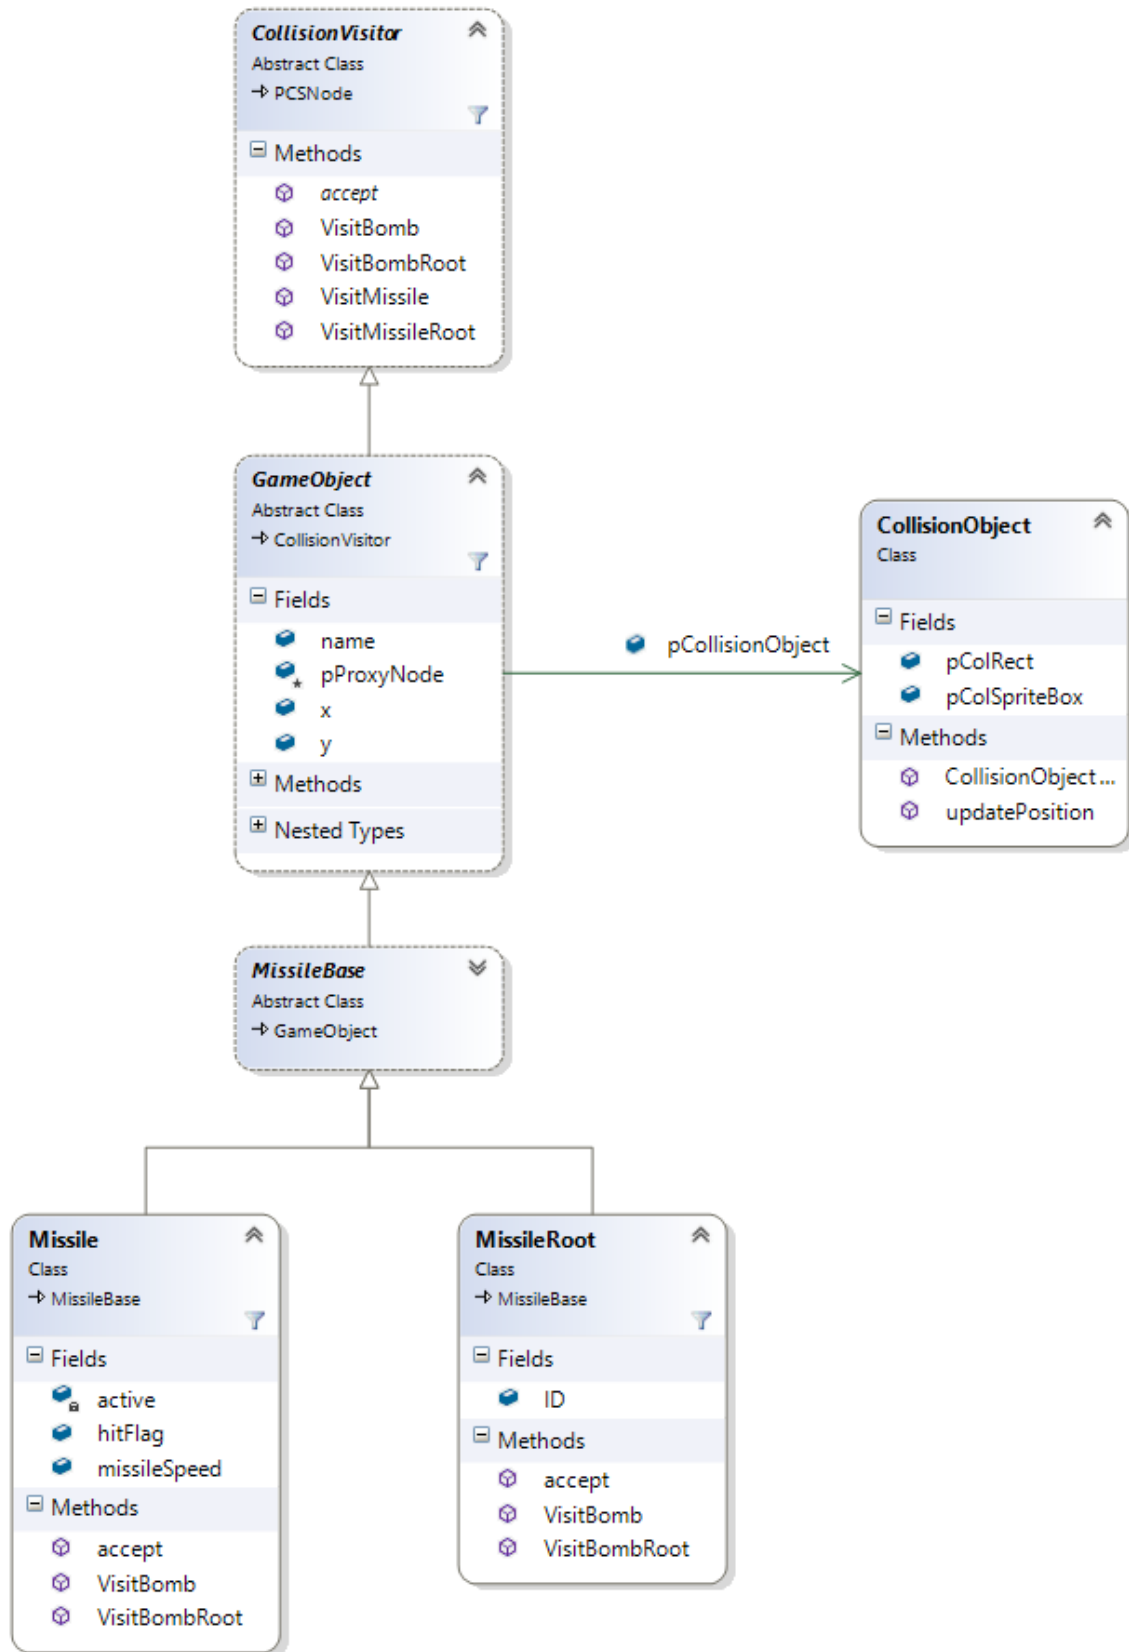 CollisionVisitor
Abstract Class
PCSNode
Methods
accept
VisitBomb
VisitBombRoot
VisitMissile
VisitMissileRoot
GameObject
Abstract Class
CollisionVisitor
Fields
name
pProxyNode
x
y
Methods
Nested Types
pCollisionObject
CollisionObject
Class
Fields
pColRect
pColSpriteBox
Methods
CollisionObject ...
updatePosition
MissileBase
Abstract Class
GameObject
Missile
Class
MissileBase
Fields
active
hitFlag
missileSpeed
Methods
accept
VisitBomb
VisitBombRoot
MissileRoot
Class
MissileBase
Fields
ID
Methods
accept
VisitBomb
VisitBombRoot